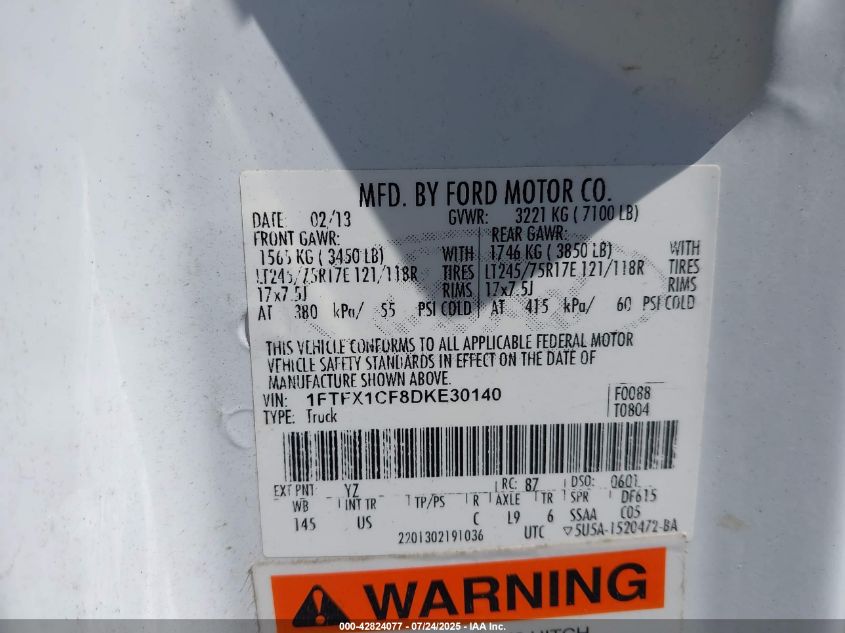 MFD. BY FORD MOTOR CO.
DATE: 02/13 GVWR: 3221 KG ( 7100 LB)
FRONT GAWR: REAR GAWR:
1565 KG ( 3450 LB) WITH 1746 KG ( 3850 LB) WITH
LT245/75R17E 121/118R TIRES LT245/75R17E 121/118R TIRES
17x7.5J RIMS 17x7.5J RIMS
AT 380 kPa/ 55 PSI COLD AT 415 kPa/ 60 PSI COLD
THIS VEHICLE CONFORMS TO ALL APPLICABLE FEDERAL MOTOR
VEHICLE SAFETY STANDARDS IN EFFECT ON THE DATE OF
MANUFACTURE SHOWN ABOVE.
VIN: 1FTFX1CF8DKE30140 F0088
TYPE: Truck T0804
EXT PNT: YZ RC: 87 DSO: 0601
WB INT TR TP/PS R AXLE TR SPR DF615
145 US C L9 6 SSAA C05
2201302191036 UTC ▽5U5A-1520472-BA
WARNING
000-42824077 - 07/24/2025 - IAA Inc.